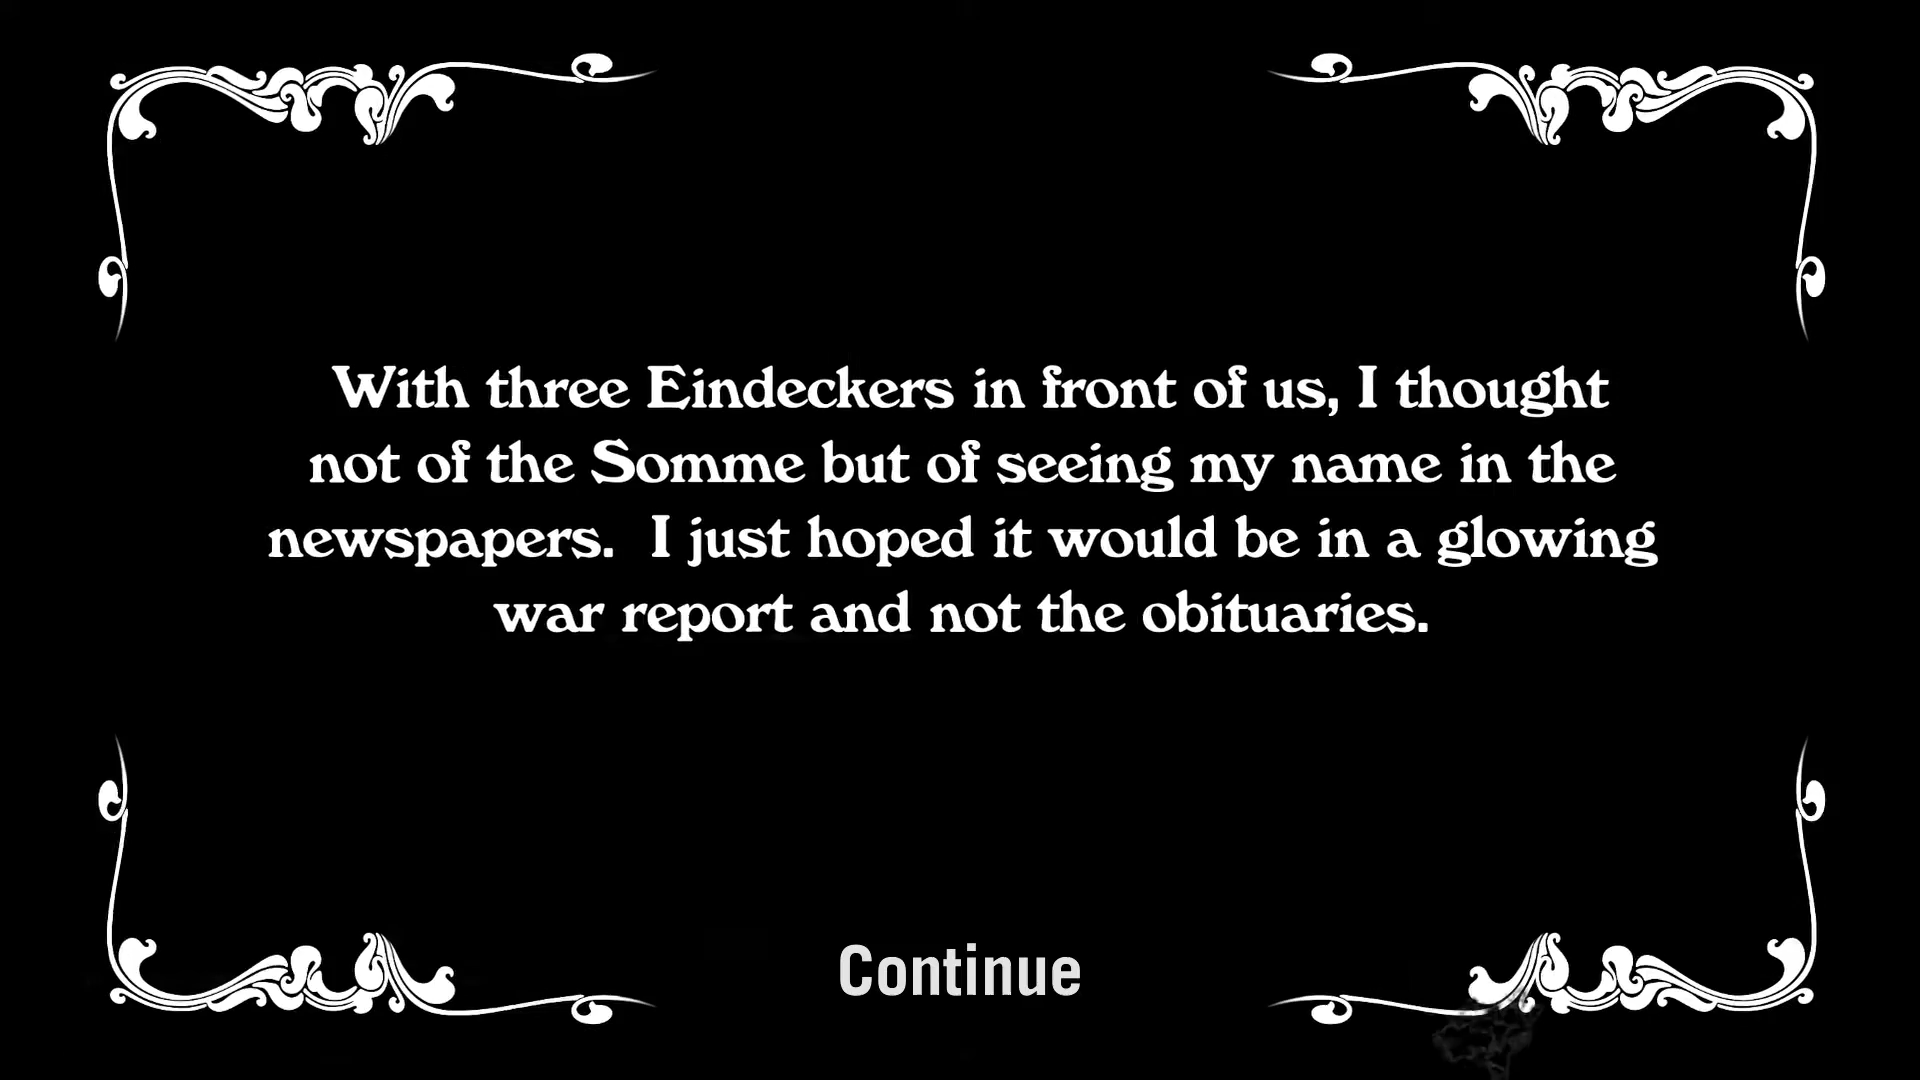 With three Eindeckers in front of us, I thought
not of the Somme but of seeing my name in the
newspapers.  I just hoped it would be in a glowing
war report and not the obituaries.
Continue